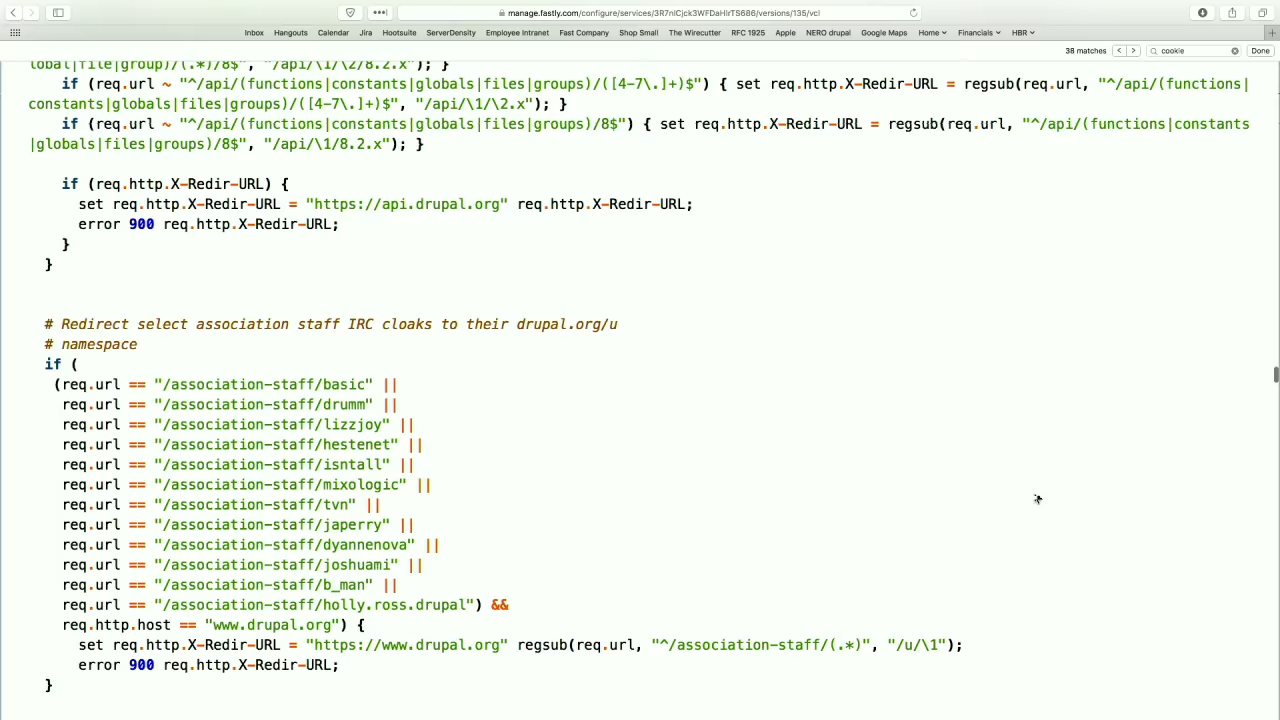 manage.fastly.com/configure/services/3R7nlCjck3WFDaHlrTS686/versions/135/vcl
Inbox Hangouts Calendar Jira Hootsuite ServerDensity Employee Intranet Fast Company Shop Small The Wirecutter RFC 1925 Apple NERO drupal Google Maps Home Financials HBR
38 matches < > cookie Done
lobal|file|group)/(.*)/8$", "/api/\1/\2/8.2.x"); }
if (req.url ~ "^/api/(functions|constants|globals|files|groups)/([4-7\.]+)$") { set req.http.X-Redir-URL = regsub(req.url, "^/api/(functions|
constants|globals|files|groups)/([4-7\.]+)$", "/api/\1/\2.x"); }
if (req.url ~ "^/api/(functions|constants|globals|files|groups)/8$") { set req.http.X-Redir-URL = regsub(req.url, "^/api/(functions|constants
|globals|files|groups)/8$", "/api/\1/8.2.x"); }
if (req.http.X-Redir-URL) {
set req.http.X-Redir-URL = "https://api.drupal.org" req.http.X-Redir-URL;
error 900 req.http.X-Redir-URL;
}
}
# Redirect select association staff IRC cloaks to their drupal.org/u
# namespace
if (
(req.url == "/association-staff/basic" ||
req.url == "/association-staff/drumm" ||
req.url == "/association-staff/lizzjoy" ||
req.url == "/association-staff/hestenet" ||
req.url == "/association-staff/isntall" ||
req.url == "/association-staff/mixologic" ||
req.url == "/association-staff/tvn" ||
req.url == "/association-staff/japerry" ||
req.url == "/association-staff/dyannenova" ||
req.url == "/association-staff/joshuami" ||
req.url == "/association-staff/b_man" ||
req.url == "/association-staff/holly.ross.drupal") &&
req.http.host == "www.drupal.org") {
set req.http.X-Redir-URL = "https://www.drupal.org" regsub(req.url, "^/association-staff/(.*)", "/u/\1");
error 900 req.http.X-Redir-URL;
}